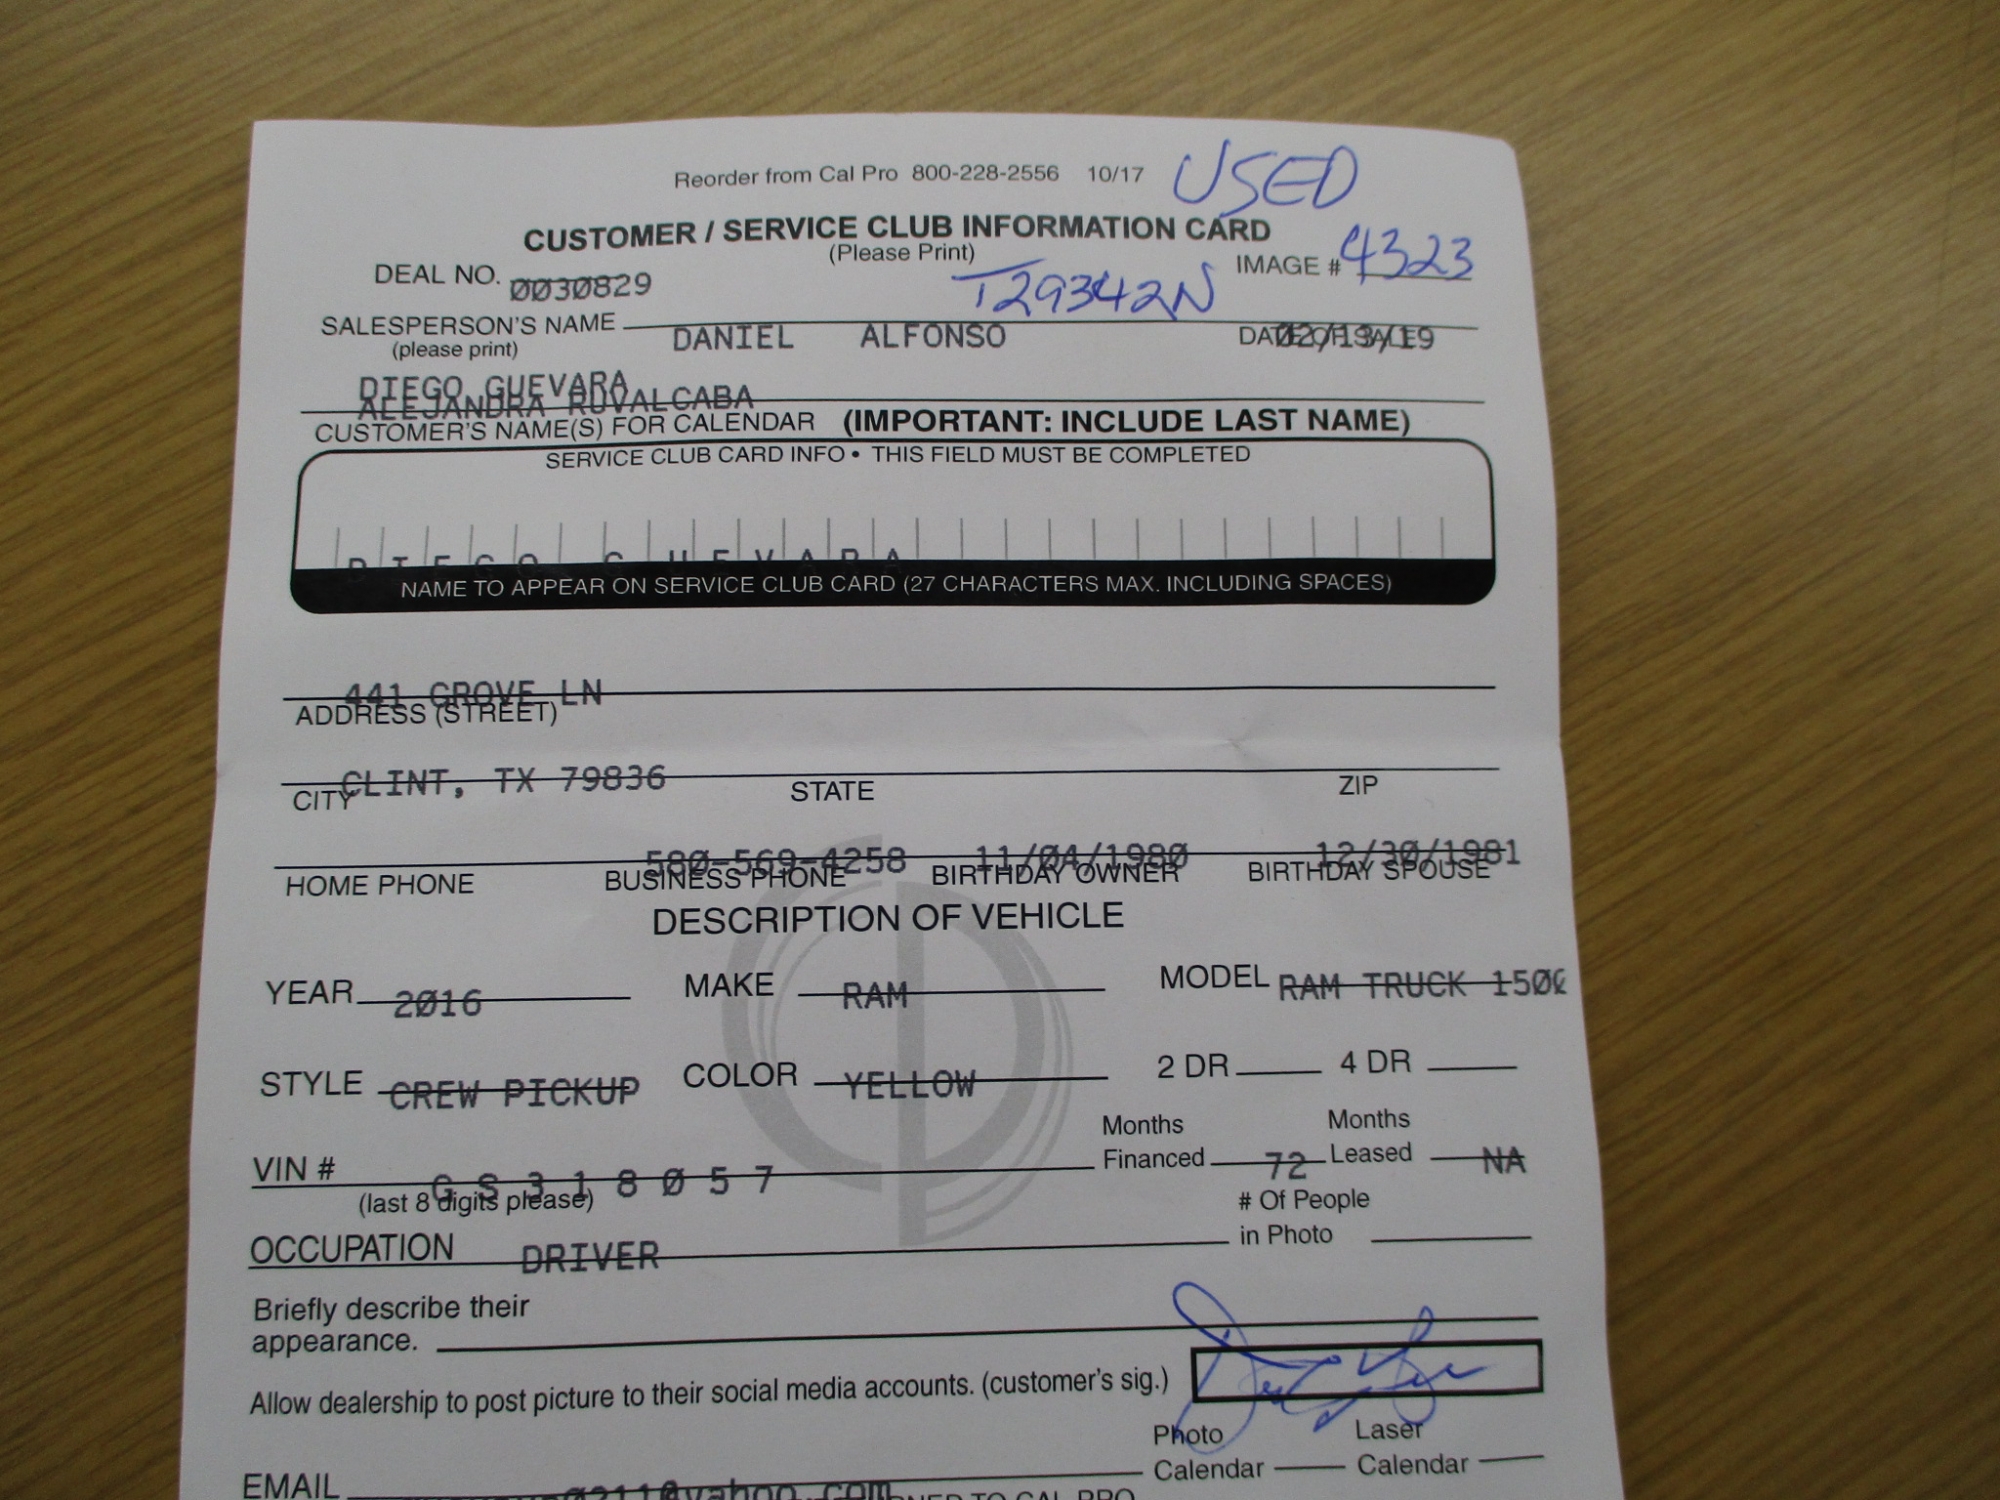 Reorder from Cal Pro 800-228-2556 10/17 USED
CUSTOMER / SERVICE CLUB INFORMATION CARD
(Please Print)
DEAL NO. 0030829 T29342N IMAGE # 4323
SALESPERSON'S NAME DANIEL ALFONSO DATE OF SALE 02/13/19
(please print)
DIEGO GUEVARA
ALEJANDRA RUVALCABA
CUSTOMER'S NAME(S) FOR CALENDAR (IMPORTANT: INCLUDE LAST NAME)
SERVICE CLUB CARD INFO • THIS FIELD MUST BE COMPLETED
DIEGO GUEVARA
NAME TO APPEAR ON SERVICE CLUB CARD (27 CHARACTERS MAX. INCLUDING SPACES)
441 GROVE LN
ADDRESS (STREET)
CLINT, TX 79836
CITY STATE ZIP
580-569-4258 11/04/1980 12/30/1981
HOME PHONE BUSINESS PHONE BIRTHDAY OWNER BIRTHDAY SPOUSE
DESCRIPTION OF VEHICLE
YEAR 2016 MAKE RAM MODEL RAM TRUCK 1500
STYLE CREW PICKUP COLOR YELLOW 2 DR 4 DR
VIN # G S 3 1 8 0 5 7 Months Financed 72 Months Leased NA
(last 8 digits please)
# Of People in Photo
OCCUPATION DRIVER
Briefly describe their
appearance.
Allow dealership to post picture to their social media accounts. (customer's sig.)
Photo Calendar Laser Calendar
EMAIL
TO CAL PRO